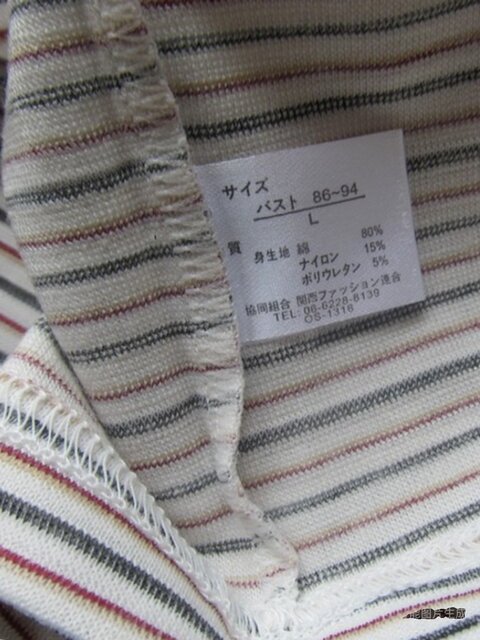 サイズ
バスト 86~94
L
質 身生地 綿 80%
ナイロン 15%
ポリウレタン 5%
協同組合 関西ファッション連合
TEL: 06-6228-8139
OS-1316